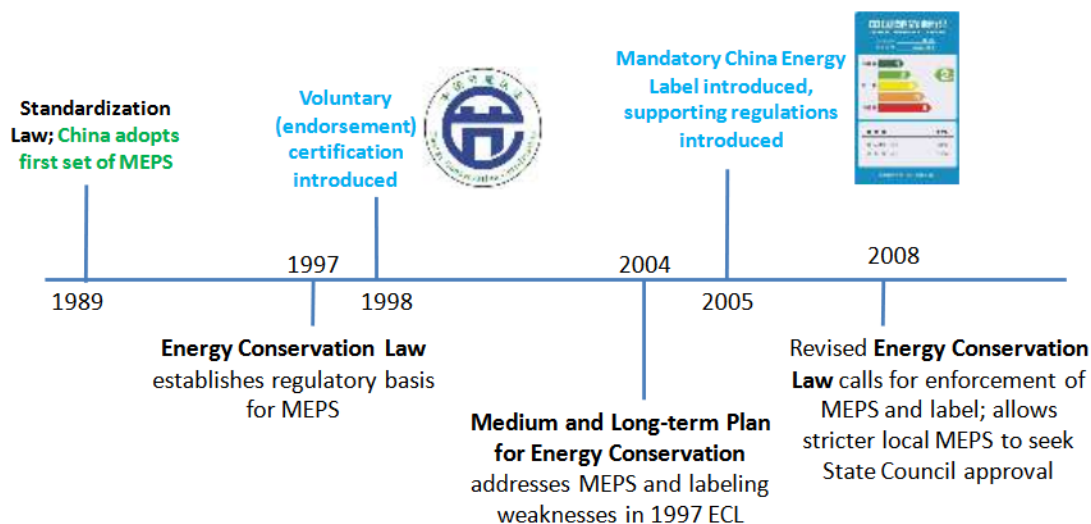 Standardization
Law; China adopts
first set of MEPS
Voluntary
(endorsement)
certification
introduced
Mandatory China Energy
Label introduced,
supporting regulations
introduced
1989
1997
1998
2004
2005
2008
Energy Conservation Law
establishes regulatory basis
for MEPS
Medium and Long-term Plan
for Energy Conservation
addresses MEPS and labeling
weaknesses in 1997 ECL
Revised Energy Conservation
Law calls for enforcement of
MEPS and label; allows
stricter local MEPS to seek
State Council approval